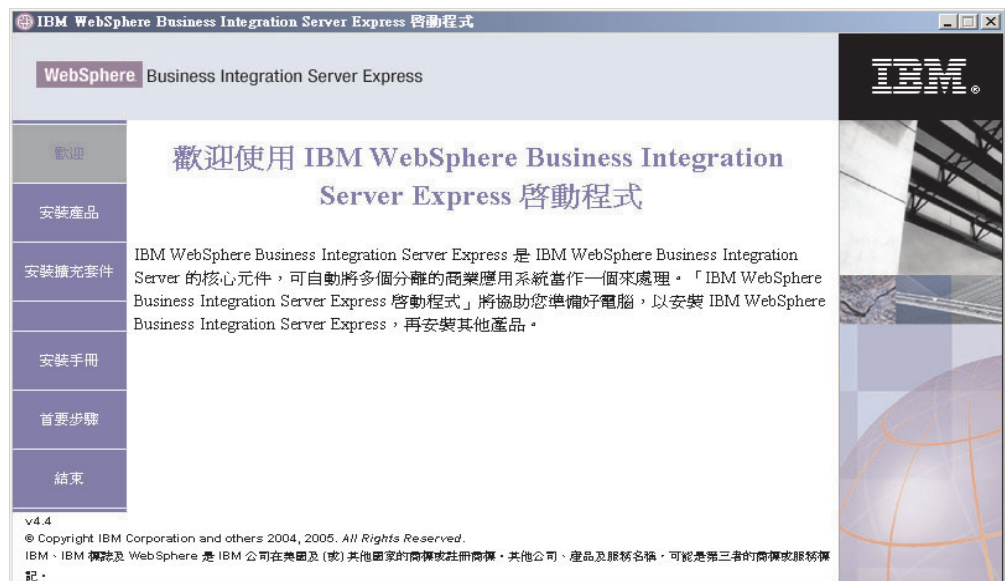 IBM WebSphere Business Integration Server Express 啓動程式
WebSphere Business Integration Server Express
IBM®
歡迎
安裝產品
安裝擴充套件
安裝手冊
首要步驟
結束
歡迎使用 IBM WebSphere Business Integration
Server Express 啓動程式
IBM WebSphere Business Integration Server Express 是 IBM WebSphere Business Integration
Server 的核心元件，可自動將多個分離的商業應用系統當作一個來處理。「IBM WebSphere
Business Integration Server Express 啓動程式」將協助您準備好電腦，以安裝 IBM WebSphere
Business Integration Server Express，再安裝其他產品。
v4.4
© Copyright IBM Corporation and others 2004, 2005. All Rights Reserved.
IBM、IBM 標誌及 WebSphere 是 IBM 公司在美國及 (或) 其他國家的商標或註冊商標。其他公司、產品及服務名稱，可能是第三者的商標或服務標
記。